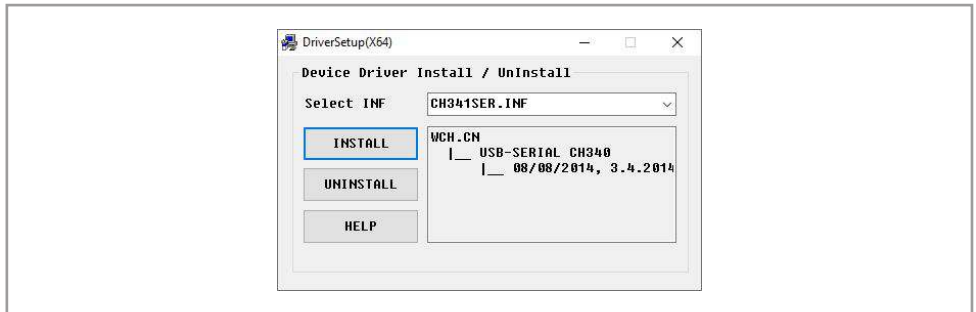 DriverSetup(X64)
Device Driver Install / UnInstall
Select INF
CH341SER.INF
INSTALL
UNINSTALL
HELP
WCH.CN
|__ USB-SERIAL CH340
|__ 08/08/2014, 3.4.2014